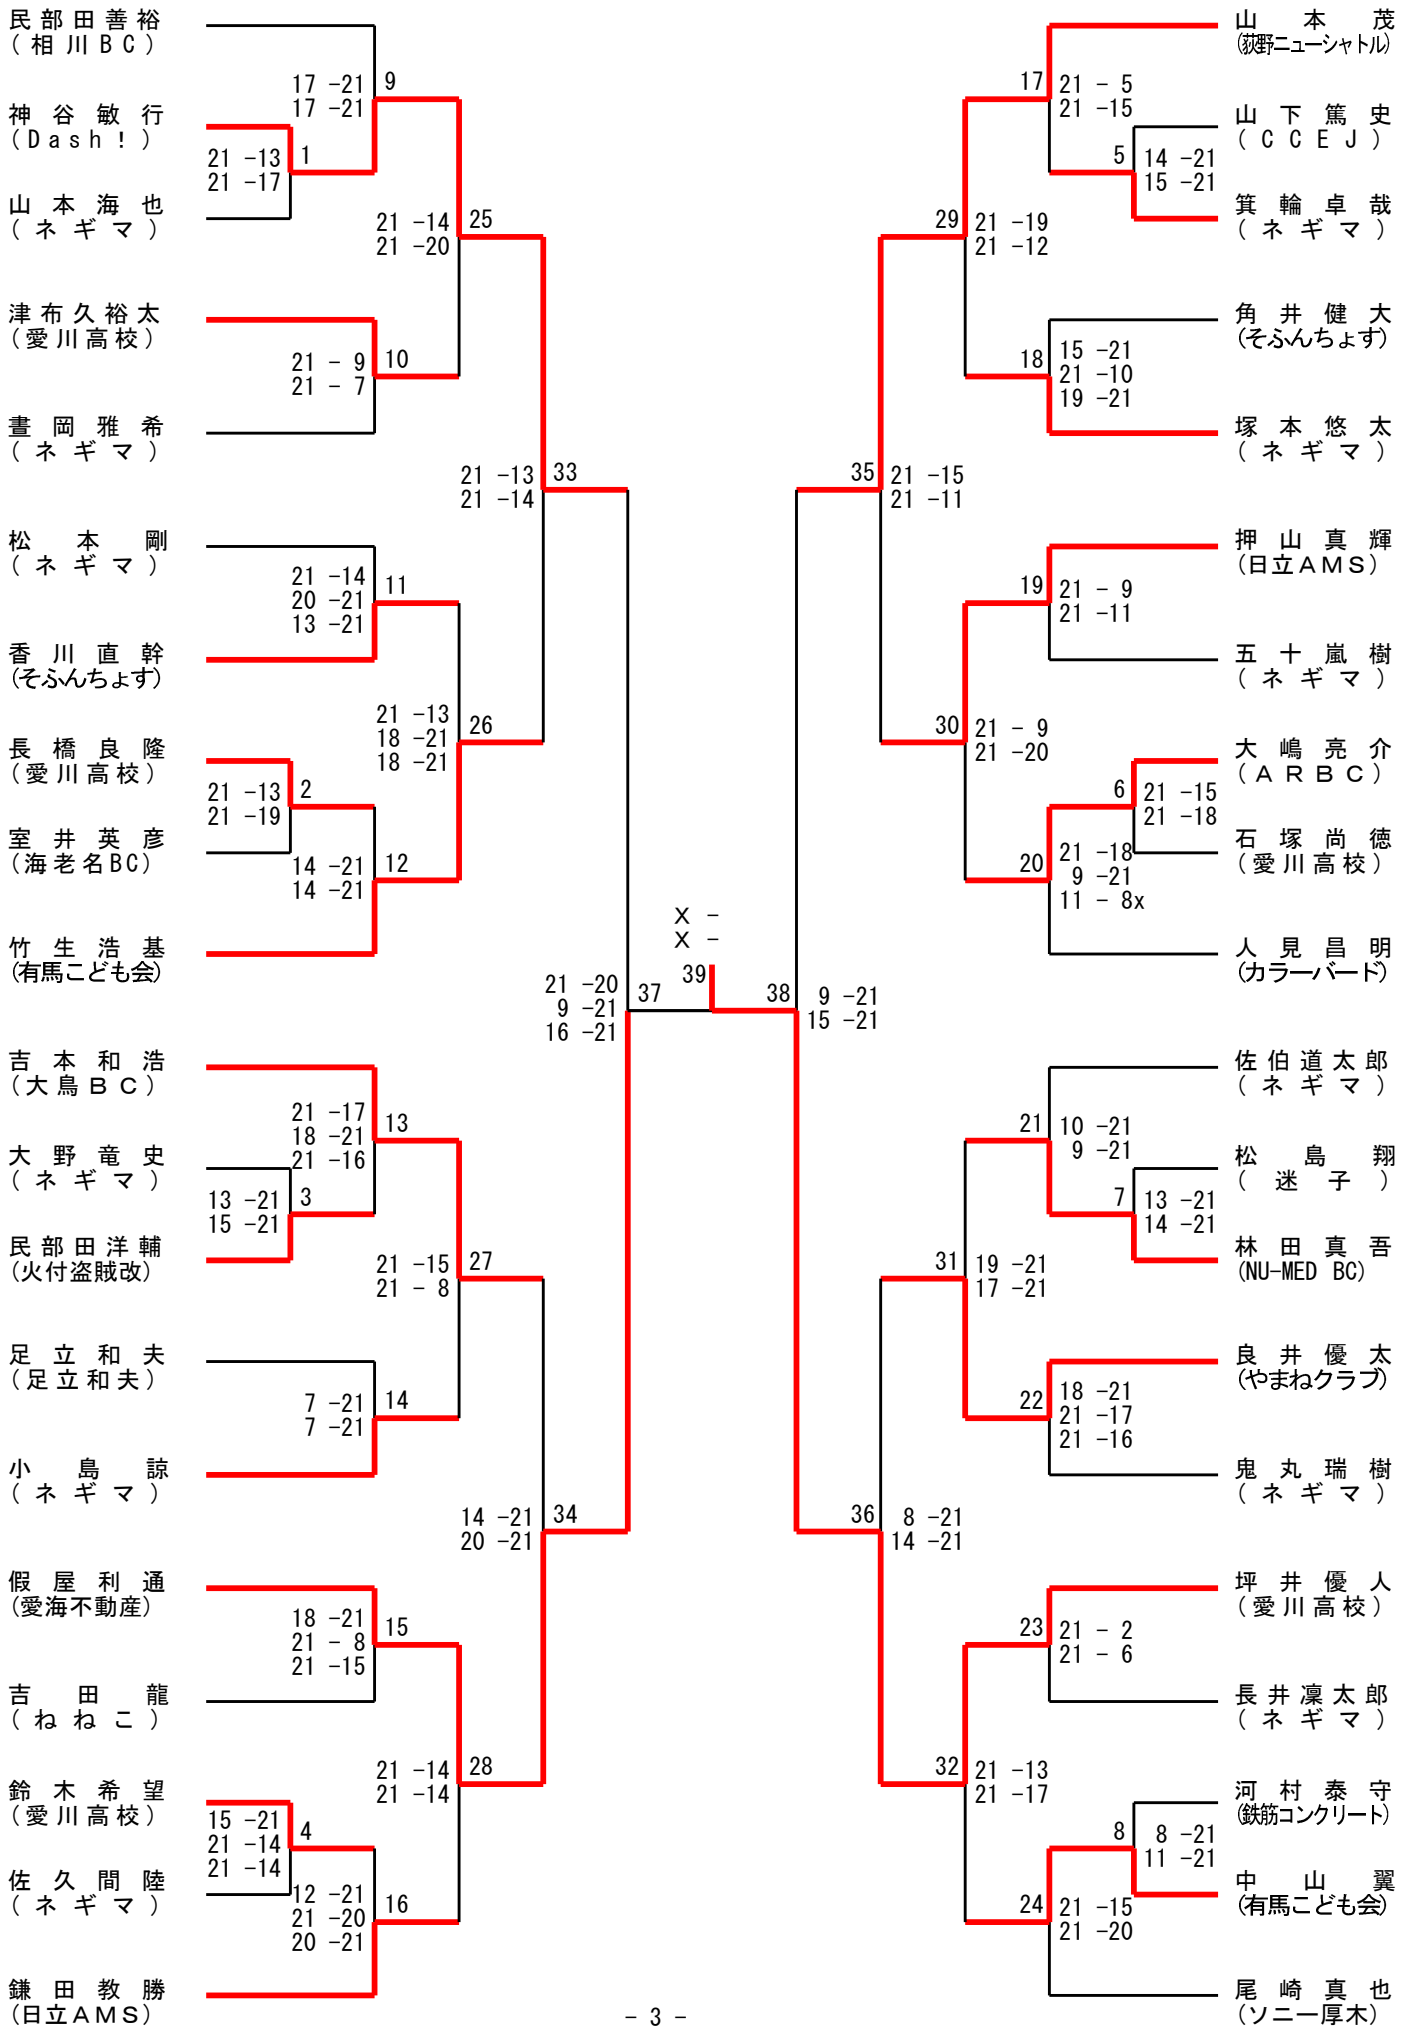 民部田善裕
(相川BC)
17 -21
17 -21
9
神谷敏行
(Dash!)
21 -13
21 -17
1
山本海也
(ネギマ)
21 -14
21 -20
25
津布久裕太
(愛川高校)
21 - 9
21 - 7
10
晝岡雅希
(ネギマ)
21 -13
21 -14
33
松本剛
(ネギマ)
21 -14
20 -21
13 -21
11
香川直幹
(そふんちょす)
21 -13
18 -21
18 -21
26
長橋良隆
(愛川高校)
21 -13
21 -19
2
室井英彦
(海老名BC)
14 -21
14 -21
12
竹生浩基
(有馬こども会)
21 -20
9 -21
16 -21
37
吉本和浩
(大鳥BC)
21 -17
18 -21
21 -16
13
大野竜史
(ネギマ)
13 -21
15 -21
3
民部田洋輔
(火付盗賊改)
21 -15
21 - 8
27
足立和夫
(足立和夫)
7 -21
7 -21
14
小島諒
(ネギマ)
14 -21
20 -21
34
假屋利通
(愛海不動産)
18 -21
21 - 8
21 -15
15
吉田龍
(ねねこ)
21 -14
21 -14
28
鈴木希望
(愛川高校)
15 -21
21 -14
21 -14
4
佐久間陸
(ネギマ)
12 -21
21 -20
20 -21
16
鎌田教勝
(日立AMS)
X -
X -
39
山本茂
(荻野ニューシャトル)
17
21 - 5
21 -15
山下篤史
(CCEJ)
5
14 -21
15 -21
箕輪卓哉
(ネギマ)
29
21 -19
21 -12
角井健大
(そふんちょす)
18
15 -21
21 -10
19 -21
塚本悠太
(ネギマ)
35
21 -15
21 -11
押山真輝
(日立AMS)
19
21 - 9
21 -11
五十嵐樹
(ネギマ)
30
21 - 9
21 -20
大嶋亮介
(ARBC)
6
21 -15
21 -18
石塚尚徳
(愛川高校)
20
21 -18
9 -21
11 - 8x
人見昌明
(カラーバード)
38
9 -21
15 -21
佐伯道太郎
(ネギマ)
21
10 -21
9 -21
松島翔
(迷子)
7
13 -21
14 -21
林田真吾
(NU-MED BC)
31
19 -21
17 -21
良井優太
(やまねクラブ)
22
18 -21
21 -17
21 -16
鬼丸瑞樹
(ネギマ)
36
8 -21
14 -21
坪井優人
(愛川高校)
23
21 - 2
21 - 6
長井凜太郎
(ネギマ)
32
21 -13
21 -17
河村泰守
(鉄筋コンクリート)
8
8 -21
11 -21
中山翼
(有馬こども会)
24
21 -15
21 -20
尾崎真也
(ソニー厚木)
- 3 -